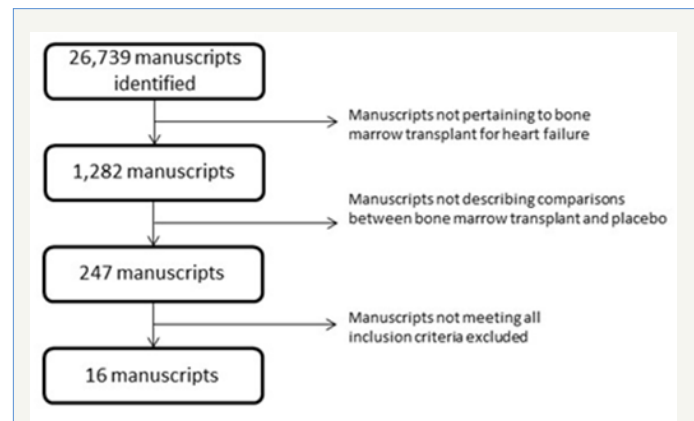 26,739 manuscripts
identified
Manuscripts not pertaining to bone
marrow transplant for heart failure
1,282 manuscripts
Manuscripts not describing comparisons
between bone marrow transplant and placebo
247 manuscripts
Manuscripts not meeting all
inclusion criteria excluded
16 manuscripts